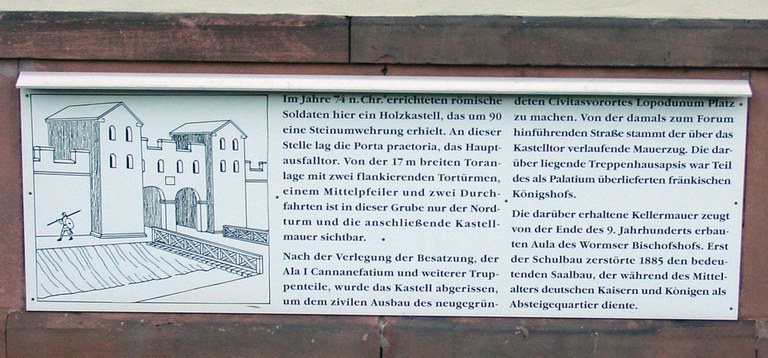 Im Jahre 74 n. Chr. errichteten römische
Soldaten hier ein Holzkastell, das um 90
eine Steinumwehrung erhielt. An dieser
Stelle lag die Porta praetoria, das Haupt-
ausfalltor. Von der 17 m breiten Toran-
lage mit zwei flankierenden Tortürmen,
einem Mittelpfeiler und zwei Durch-
fahrten ist in dieser Grube nur der Nord-
turm und die anschließende Kastell-
mauer sichtbar.
Nach der Verlegung der Besatzung, der
Ala I Cannanefatium und weiterer Trup-
penteile, wurde das Kastell abgerissen,
um dem zivilen Ausbau des neugegrün-
deten Civitasvorortes Lopodunum Platz
zu machen. Von der damals zum Forum
hinführenden Straße stammt der über das
Kastelltor verlaufende Mauerzug. Die dar-
über liegende Treppenhausapsis war Teil
des als Palatium überlieferten fränkischen
Königshofs.
Die darüber erhaltene Kellermauer zeugt
von der Ende des 9. Jahrhunderts erbau-
ten Aula des Wormser Bischofshofs. Erst
der Schulbau zerstörte 1885 den bedeu-
tenden Saalbau, der während des Mittel-
alters deutschen Kaisern und Königen als
Absteigequartier diente.